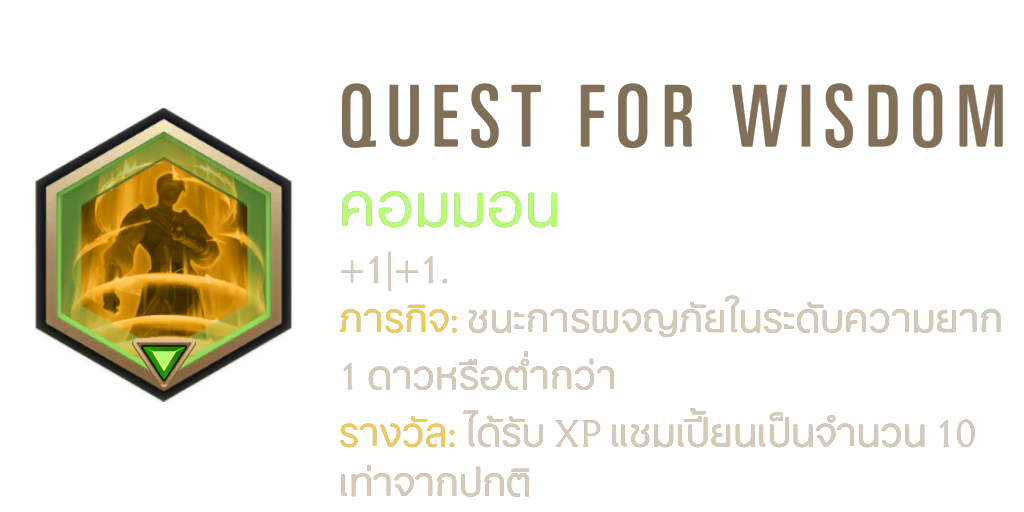 QUEST FOR WISDOM
คอมมอน
+1|+1.
ภารกิจ: ชนะการผจญภัยในระดับความยาก
1 ดาวหรือต่ำกว่า
รางวัล: ได้รับ XP แชมเปี้ยนเป็นจำนวน 10
เท่าจากปกติ